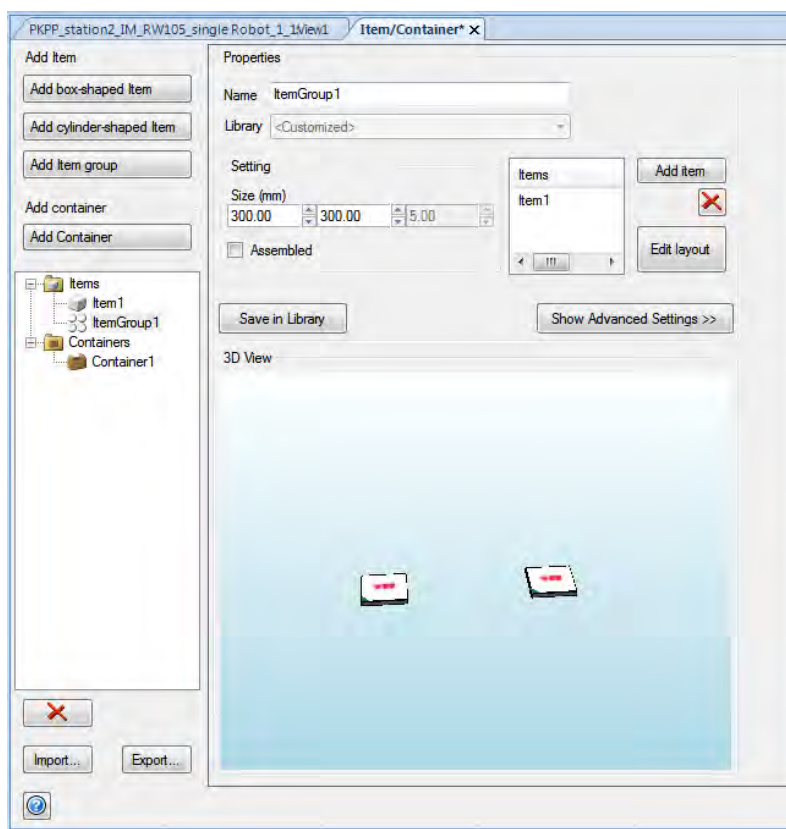 PKPP_station2_IM_RW105_single Robot_1_1:View1 Item/Container* X
Add Item
Add box-shaped Item
Add cylinder-shaped Item
Add Item group
Add container
Add Container
Items
Item1
ItemGroup1
Containers
Container1
Import...
Export...
Properties
Name ItemGroup1
Library <Customized>
Setting
Size (mm)
300.00 300.00 5.00
Assembled
Items
Item1
Add item
Edit layout
Save in Library
Show Advanced Settings >>
3D View